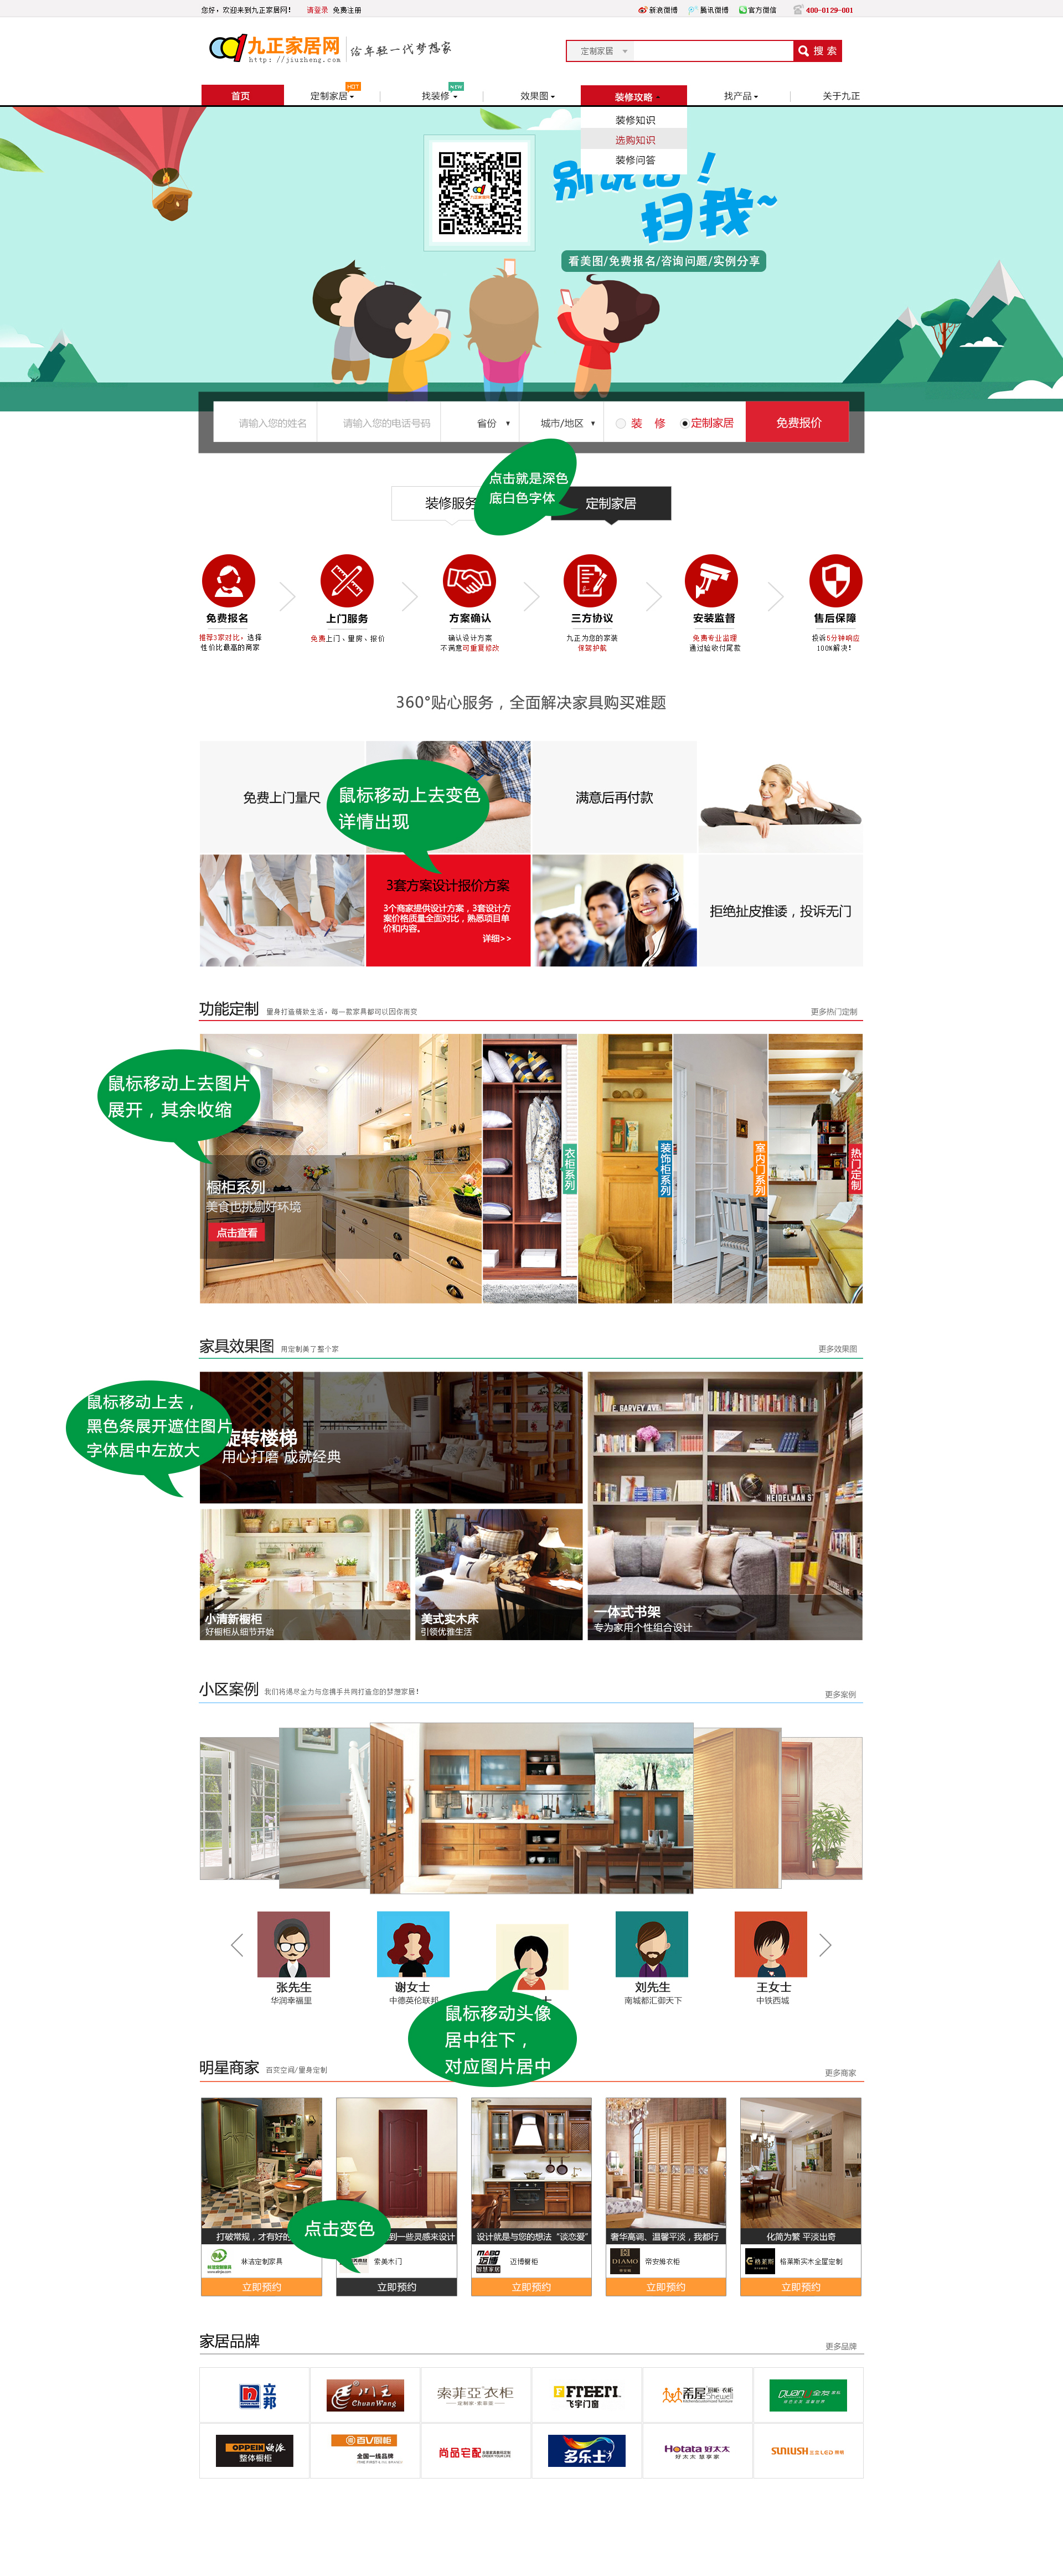 您好，欢迎来到九正家居网！ 请登录 免费注册
新浪微博 腾讯微博 官方微信 400-0129-001
九正家居网
http://jiuzheng.com
给年轻一代梦想家
定制家居 搜 索
首页 定制家居 HOT 找装修 NEW 效果图 装修攻略 找产品 关于九正
装修知识
选购知识
装修问答
扫我~
看美图/免费报名/咨询问题/实例分享
请输入您的姓名 请输入您的电话号码 省份 城市/地区 装 修 定制家居 免费报价
点击就是深色
底白色字体
装修服务 定制家居
免费报名 上门服务 方案确认 三方协议 安装监督 售后保障
推荐3家对比，选择
性价比最高的商家
免费上门、量房、报价
确认设计方案
不满意可重复修改
九正为您的家装
保驾护航
免费专业监理
通过验收付尾款
投诉5分钟响应
100%解决！
360°贴心服务，全面解决家具购买难题
免费上门量尺
鼠标移动上去变色
详情出现
满意后再付款
3套方案设计报价方案
3个商家提供设计方案，3套设计方
案价格质量全面对比，熟悉项目单
价和内容。
详细>>
拒绝扯皮推诿，投诉无门
功能定制 量身打造精致生活，每一款家具都可以因你而变 更多热门定制
鼠标移动上去图片
展开，其余收缩
橱柜系列
美食也挑剔好环境
点击查看
衣柜系列
装饰柜系列
室内门系列
热门定制
家具效果图 用定制美了整个家 更多效果图
鼠标移动上去，
黑色条展开遮住图片
字体居中左放大
旋转楼梯
用心打磨 成就经典
小清新橱柜
好橱柜从细节开始
美式实木床
引领优雅生活
一体式书架
专为家用个性组合设计
小区案例 我们将竭尽全力与您携手共同打造您的梦想家居！ 更多案例
张先生 谢女士 刘先生 王女士
华润幸福里 中德英伦联邦 南城都汇御天下 中铁西城
鼠标移动头像
居中往下，
对应图片居中
明星商家 百变空间/量身定制 更多商家
打破常规，才有好的
到一些灵感来设计
设计就是与您的想法“谈恋爱”
奢华高调、温馨平淡，我都行
化简为繁 平淡出奇
点击变色
林洁定制家具
索美木门
MABO
迈博
智慧家居
迈博橱柜
DIAMO
帝安姆衣柜
格莱斯
格莱斯实木全屋定制
立即预约 立即预约 立即预约 立即预约 立即预约
家居品牌 更多品牌
立邦
川王
ChuanWang
索菲亞衣柜
飞宇门窗
希屋 橱柜·衣柜
Shewell
全友家私
OPPEIN 欧派
整体橱柜
百V橱柜
全国一线品牌
尚品宅配
多乐士
Hotata 好太太
好太太 慧享家
SUNLUSH